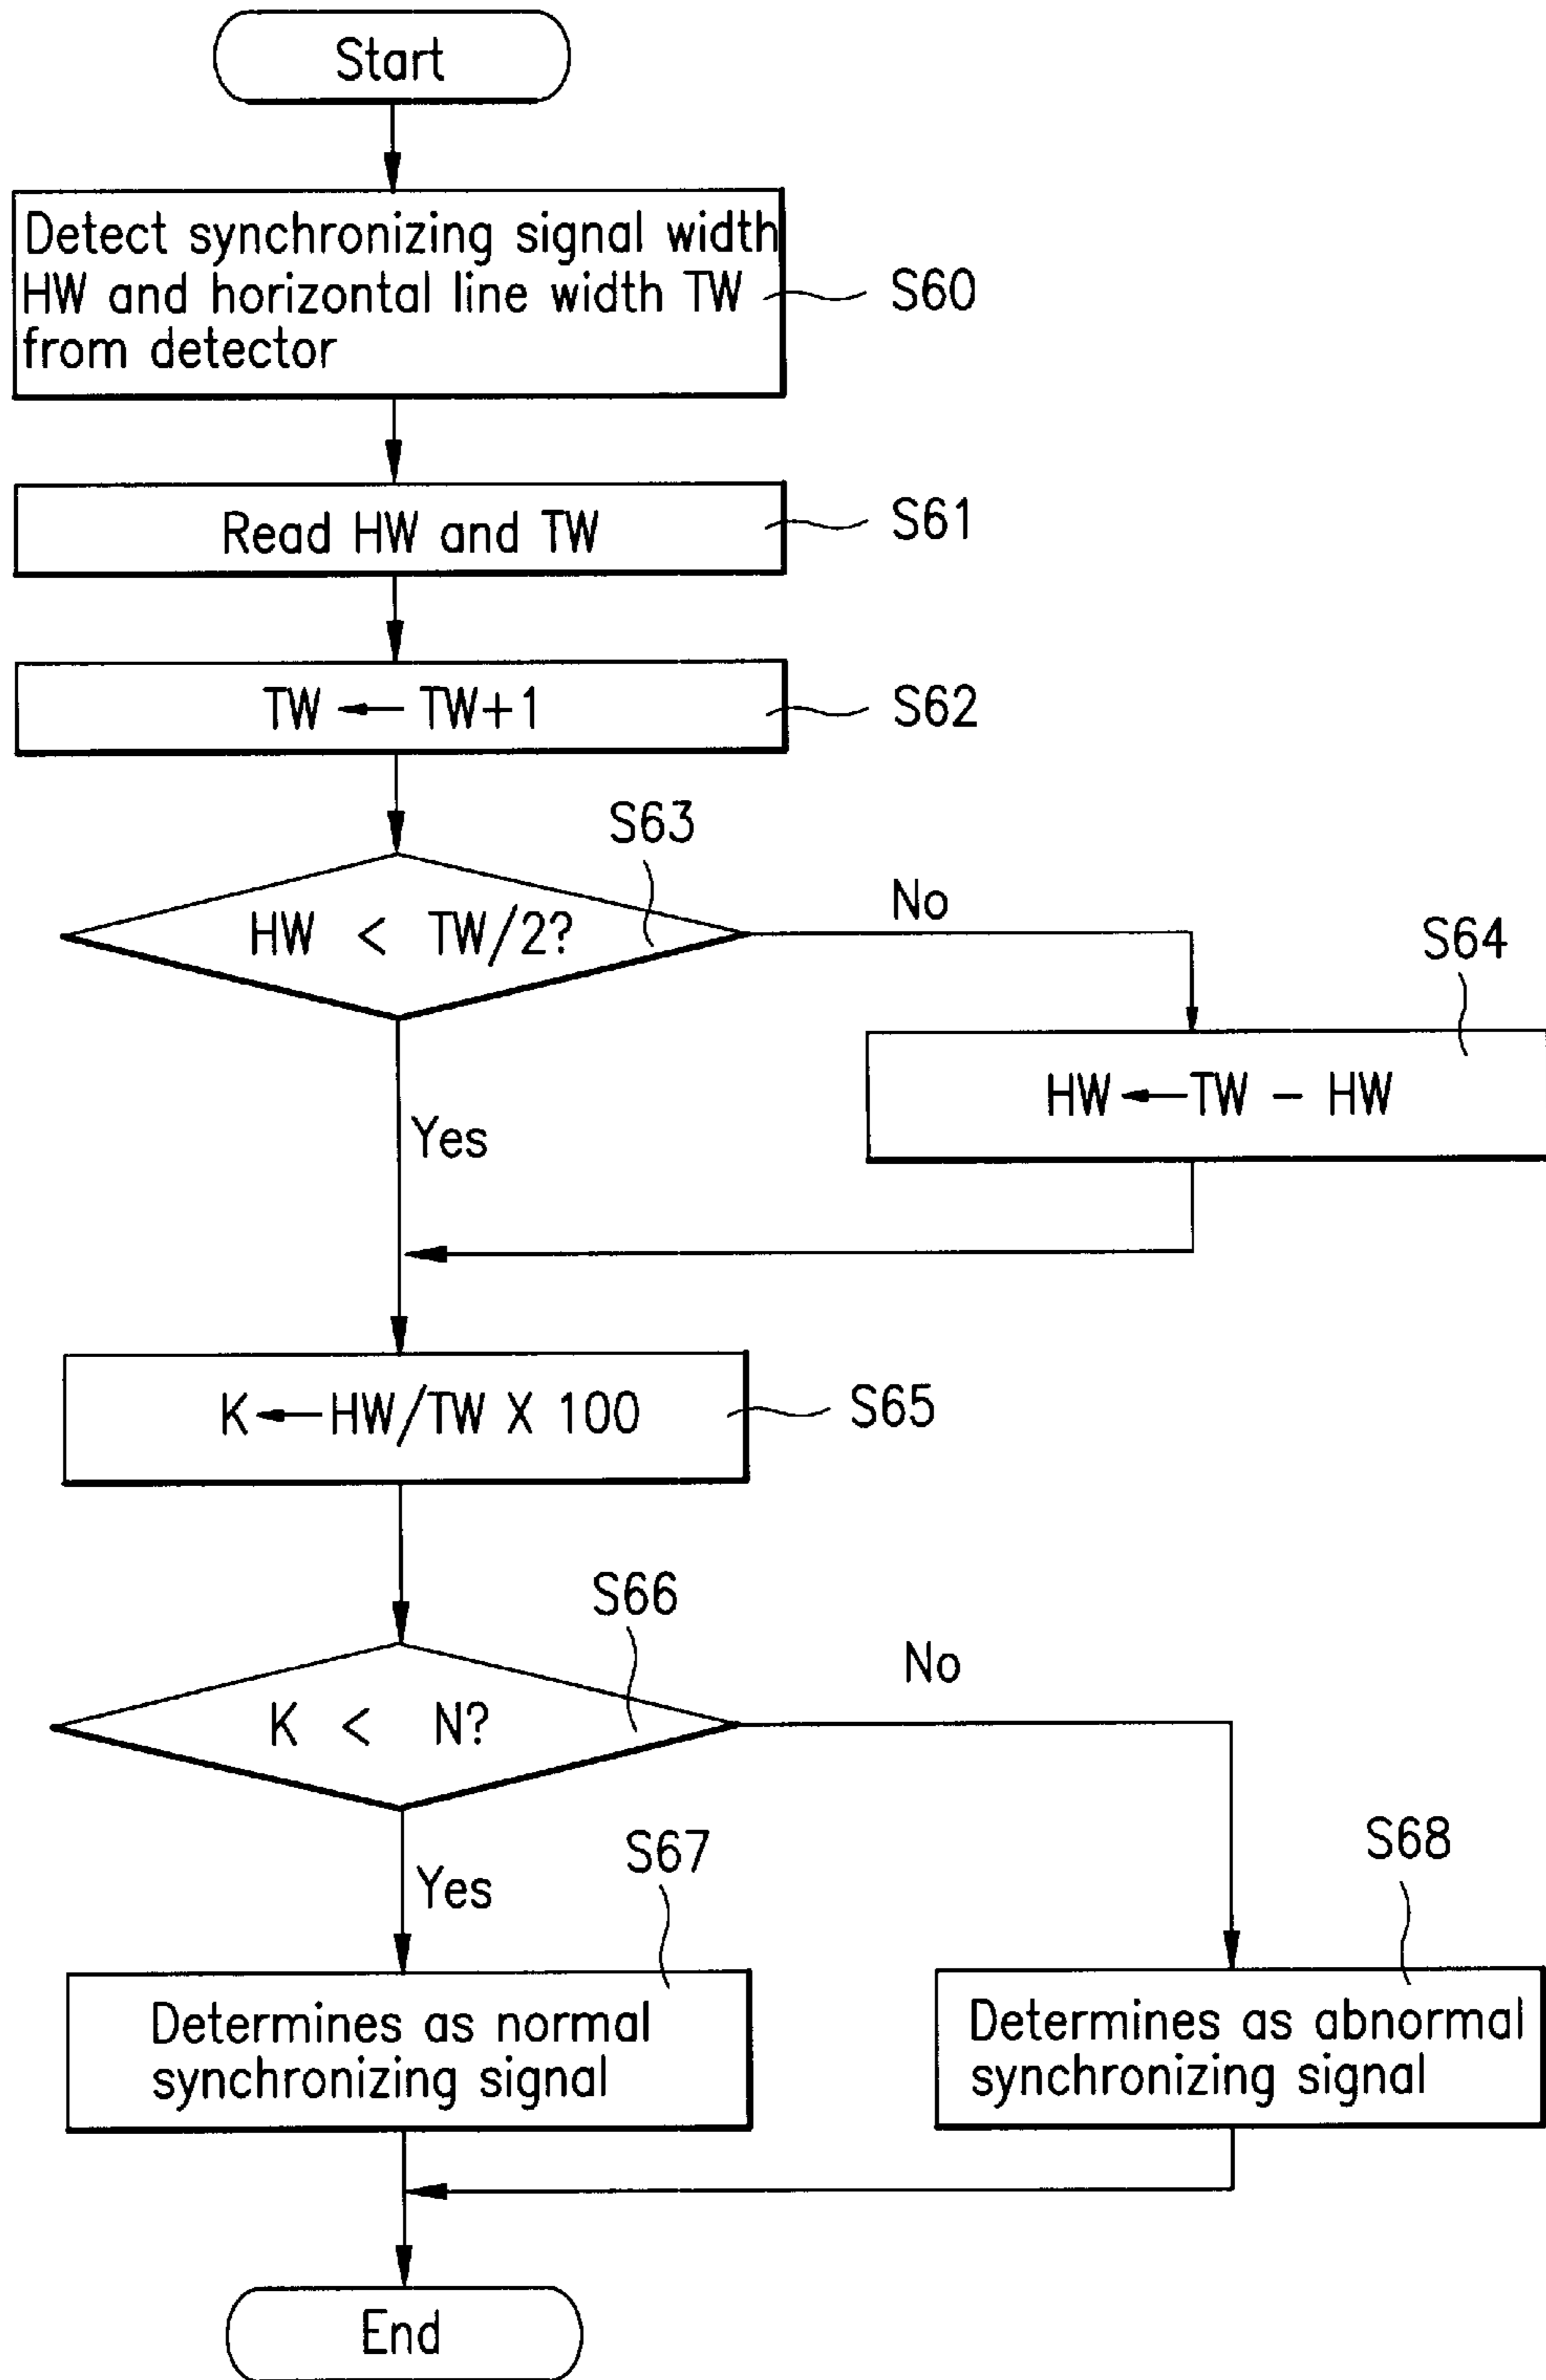 Start
Detect synchronizing signal width
HW and horizontal line width TW
from detector
S60
Read HW and TW
S61
TW ← TW+1
S62
S63
HW < TW/2?
No
S64
HW ← TW – HW
Yes
K ← HW/TW X 100
S65
S66
K < N?
No
S67
Yes
S68
Determines as normal
synchronizing signal
Determines as abnormal
synchronizing signal
End